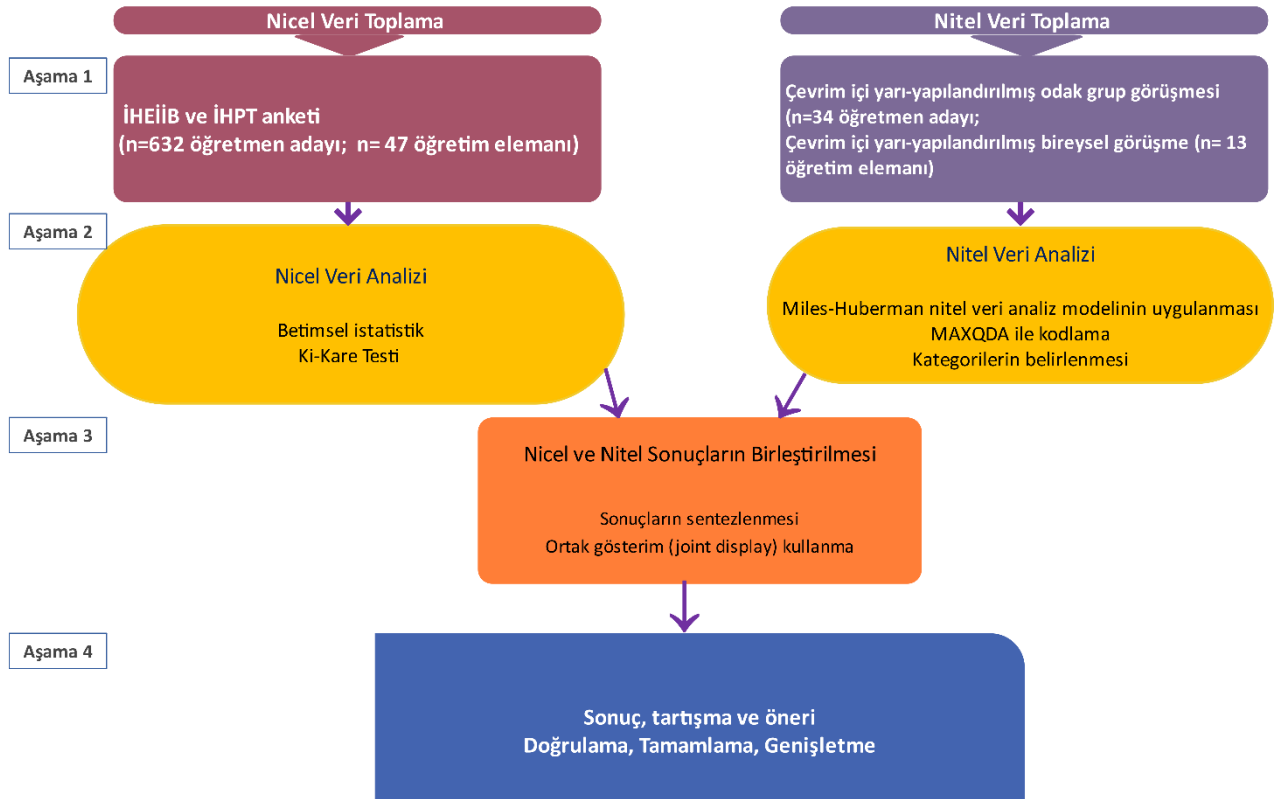 Nicel Veri Toplama
Nitel Veri Toplama
Aşama 1
İHEİİB ve İHPT anketi
(n=632 öğretmen adayı;  n= 47 öğretim elemanı)
Çevrim içi yarı-yapılandırılmış odak grup görüşmesi
(n=34 öğretmen adayı;
Çevrim içi yarı-yapılandırılmış bireysel görüşme (n= 13
öğretim elemanı)
Aşama 2
Nicel Veri Analizi
Betimsel istatistik
Ki-Kare Testi
Nitel Veri Analizi
Miles-Huberman nitel veri analiz modelinin uygulanması
MAXQDA ile kodlama
Kategorilerin belirlenmesi
Aşama 3
Nicel ve Nitel Sonuçların Birleştirilmesi
Sonuçların sentezlenmesi
Ortak gösterim (joint display) kullanma
Aşama 4
Sonuç, tartışma ve öneri
Doğrulama, Tamamlama, Genişletme